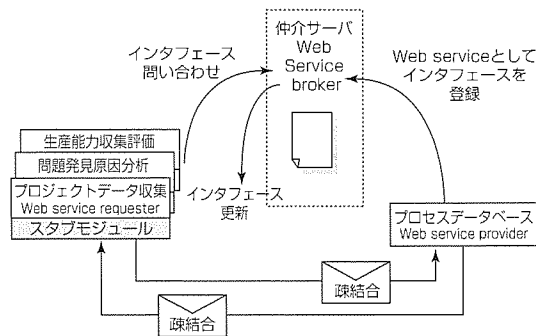 インタフェース
問い合わせ
仲介サーバ
Web
Service
broker
Web serviceとして
インタフェースを
登録
生産能力収集評価
問題発見原因分析
プロジェクトデータ収集
Web service requester
スタブモジュール
インタフェース
更新
プロセスデータベース
Web service provider
疎結合
疎結合